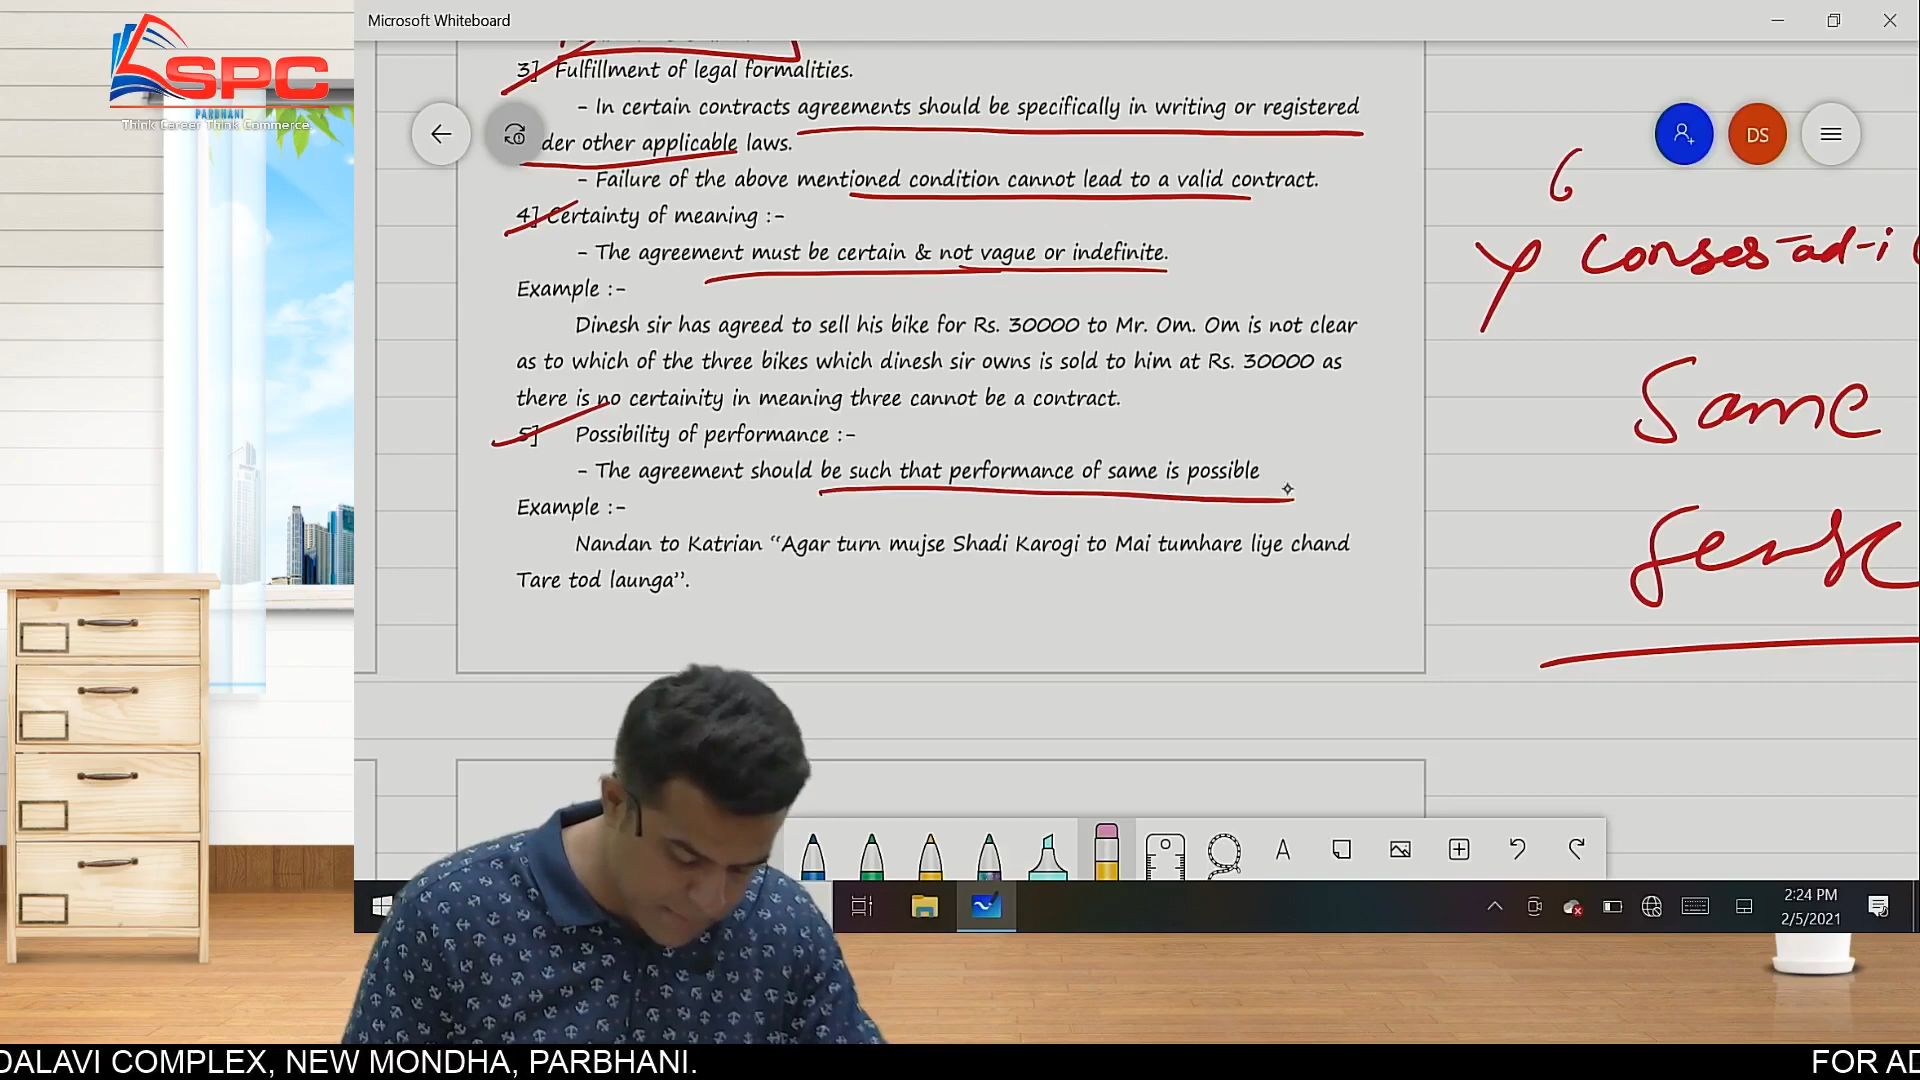 Microsoft Whiteboard
SPC
PARBHANI
Think Career Think Commerce.
3] Fulfillment of legal formalities.
- In certain contracts agreements should be specifically in writing or registered
der other applicable laws.
- Failure of the above mentioned condition cannot lead to a valid contract.
4] Certainty of meaning :-
- The agreement must be certain & not vague or indefinite.
Example :-
Dinesh sir has agreed to sell his bike for Rs. 30000 to Mr. Om. Om is not clear
as to which of the three bikes which dinesh sir owns is sold to him at Rs. 30000 as
there is no certainity in meaning three cannot be a contract.
5] Possibility of performance :-
- The agreement should be such that performance of same is possible
Example :-
Nandan to Katrian “Agar turn mujse Shadi Karogi to Mai tumhare liye chand
Tare tod launga”.
DS
Conses-ad-i
Same
Sense
2:24 PM
2/5/2021
DALAVI COMPLEX, NEW MONDHA, PARBHANI.
FOR AD